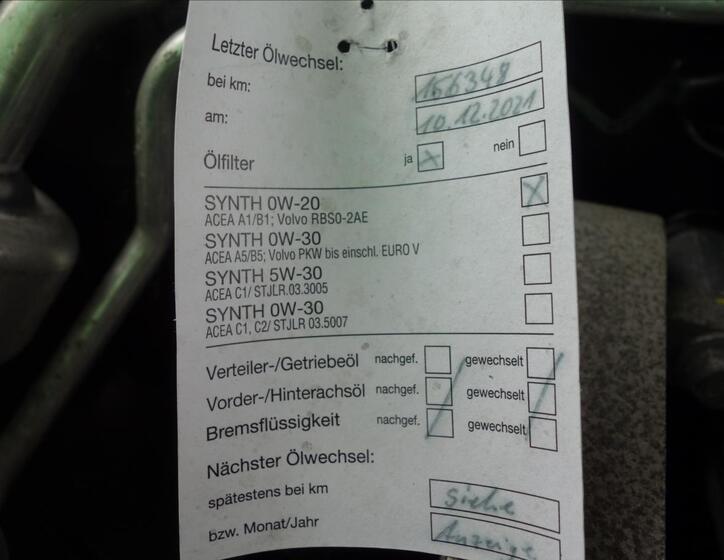 Letzter Ölwechsel:
bei km: 156348
am: 10.12.2021
Ölfilter ja X nein
SYNTH 0W-20 X
ACEA A1/B1; Volvo RBS0-2AE
SYNTH 0W-30
ACEA A5/B5; Volvo PKW bis einschl. EURO V
SYNTH 5W-30
ACEA C1/ STJLR.03.3005
SYNTH 0W-30
ACEA C1, C2/ STJLR 03.5007
Verteiler-/Getriebeöl nachgef. gewechselt
Vorder-/Hinterachsöl nachgef. gewechselt
Bremsflüssigkeit nachgef. gewechselt
Nächster Ölwechsel:
spätestens bei km siehe
bzw. Monat/Jahr Anzeige